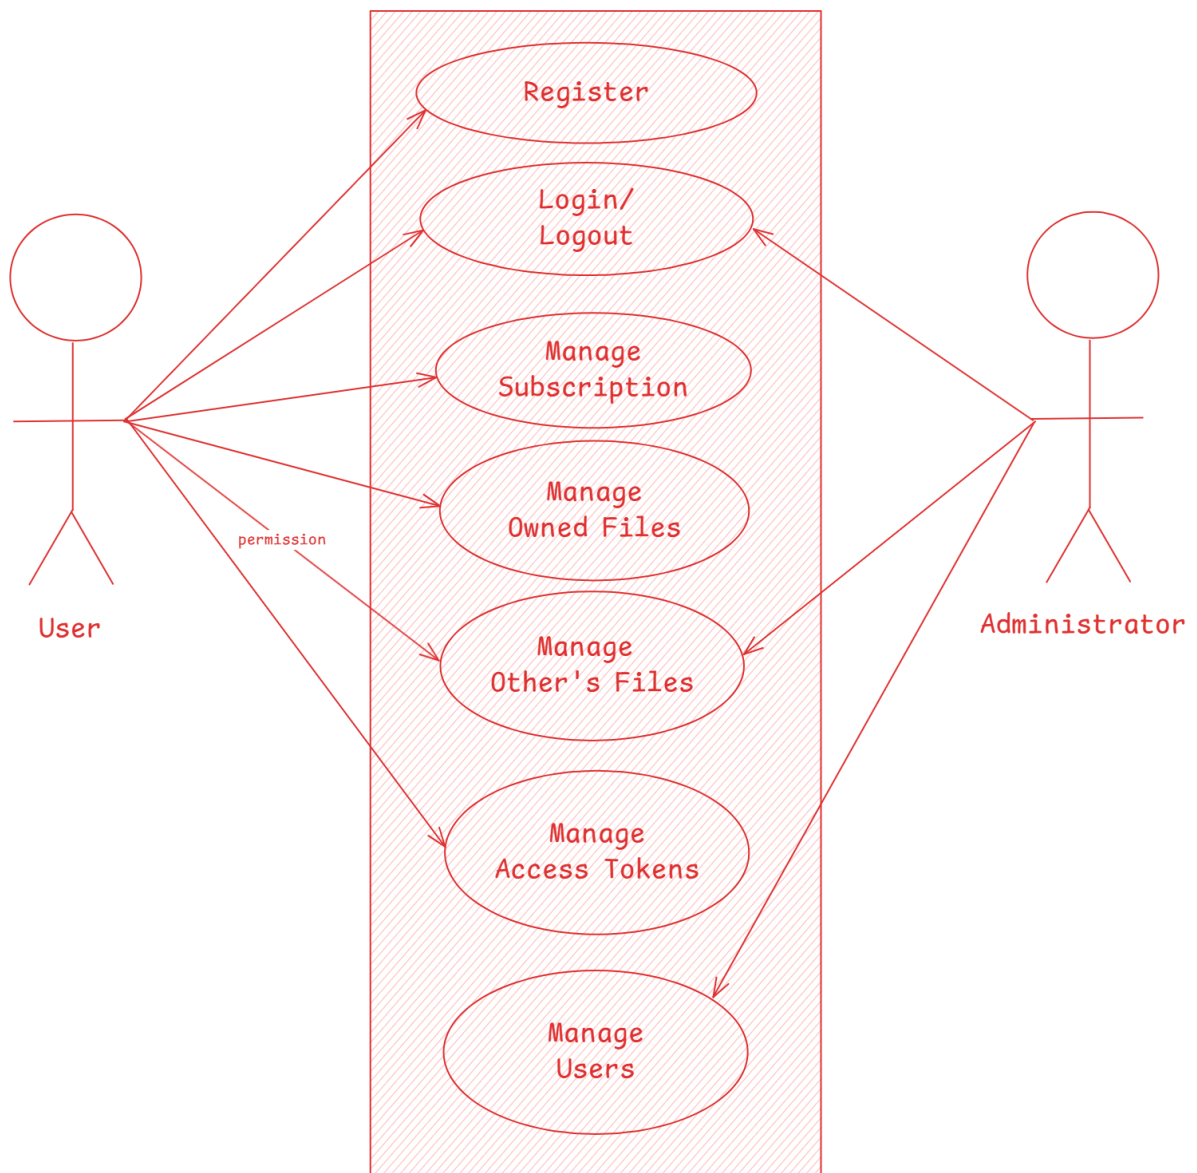 Register
Login/
Logout
Manage
Subscription
Manage
Owned Files
permission
User
Administrator
Manage
Other's Files
Manage
Access Tokens
Manage
Users